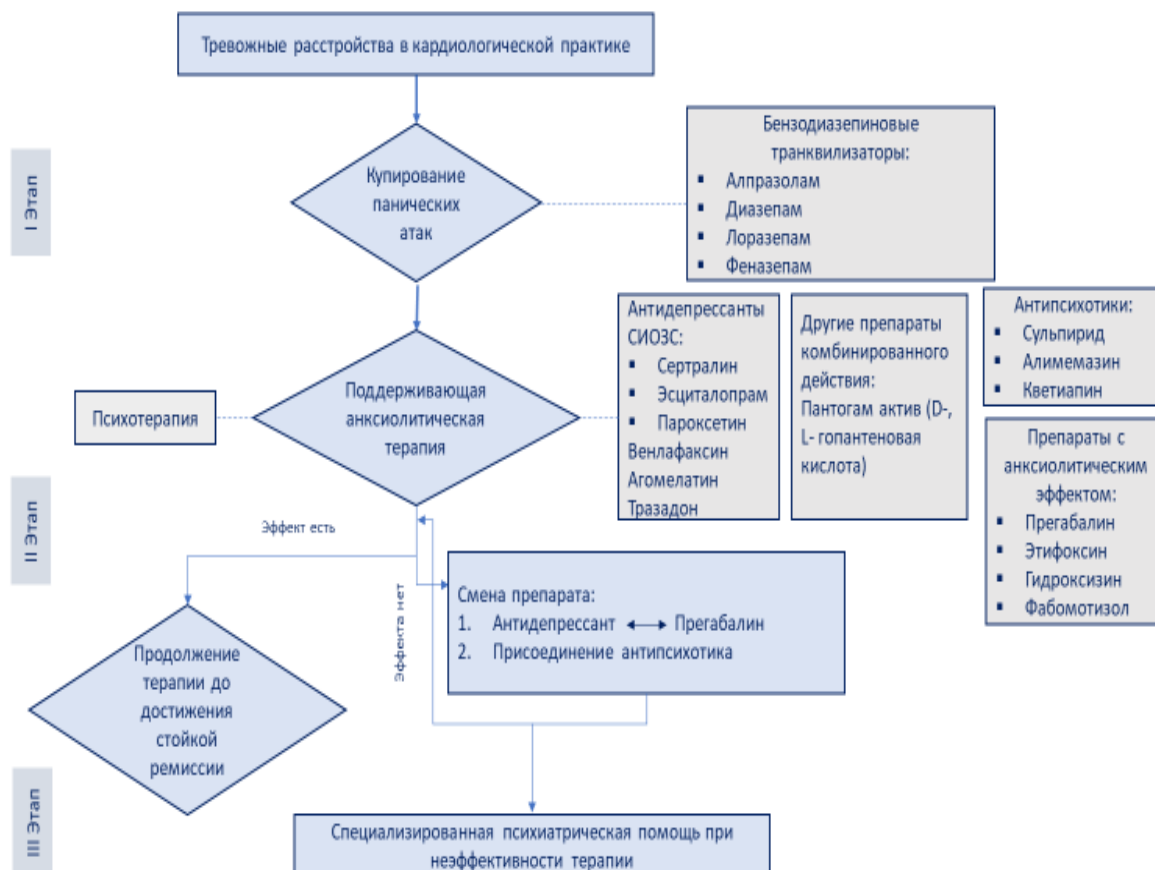 Тревожные расстройства в кардиологической практике
I Этап
Купирование
панических
атак
Бензодиазепиновые
транквилизаторы:
▪ Алпразолам
▪ Диазепам
▪ Лоразепам
▪ Феназепам
Психотерапия
Поддерживающая
анксиолитическая
терапия
Антидепрессанты
СИОЗС:
▪ Сертралин
▪ Эсциталопрам
▪ Пароксетин
Венлафаксин
Агомелатин
Тразадон
Другие препараты
комбинированного
действия:
Пантогам актив (D-,
L- гопантеновая
кислота)
Антипсихотики:
▪ Сульпирид
▪ Алимемазин
▪ Кветиапин
Препараты с
анксиолитическим
эффектом:
▪ Прегабалин
▪ Этифоксин
▪ Гидроксизин
▪ Фабомотизол
II Этап
Эффект есть
Эффекта нет
Смена препарата:
1. Антидепрессант ↔ Прегабалин
2. Присоединение антипсихотика
Продолжение
терапии до
достижения
стойкой
ремиссии
III Этап
Специализированная психиатрическая помощь при
неэффективности терапии